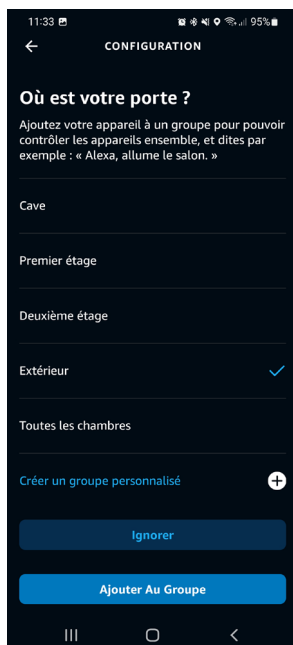 11:33 95%
CONFIGURATION
Où est votre porte ?
Ajoutez votre appareil à un groupe pour pouvoir
contrôler les appareils ensemble, et dites par
exemple : « Alexa, allume le salon. »
Cave
Premier étage
Deuxième étage
Extérieur
Toutes les chambres
Créer un groupe personnalisé
Ignorer
Ajouter Au Groupe